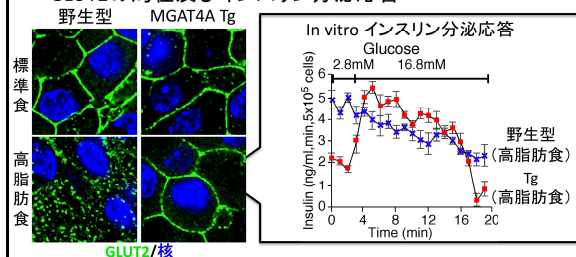 野生型 MGAT4A Tg
標準食
高脂肪食
GLUT2/核
In vitro インスリン分泌応答
Glucose
2.8mM 16.8mM
Insulin (ng/ml,min,5x10⁵ cells)
6
5
4
3
2
1
0
0 4 8 12 16 20
Time (min)
野生型
(高脂肪食)
Tg
(高脂肪食)